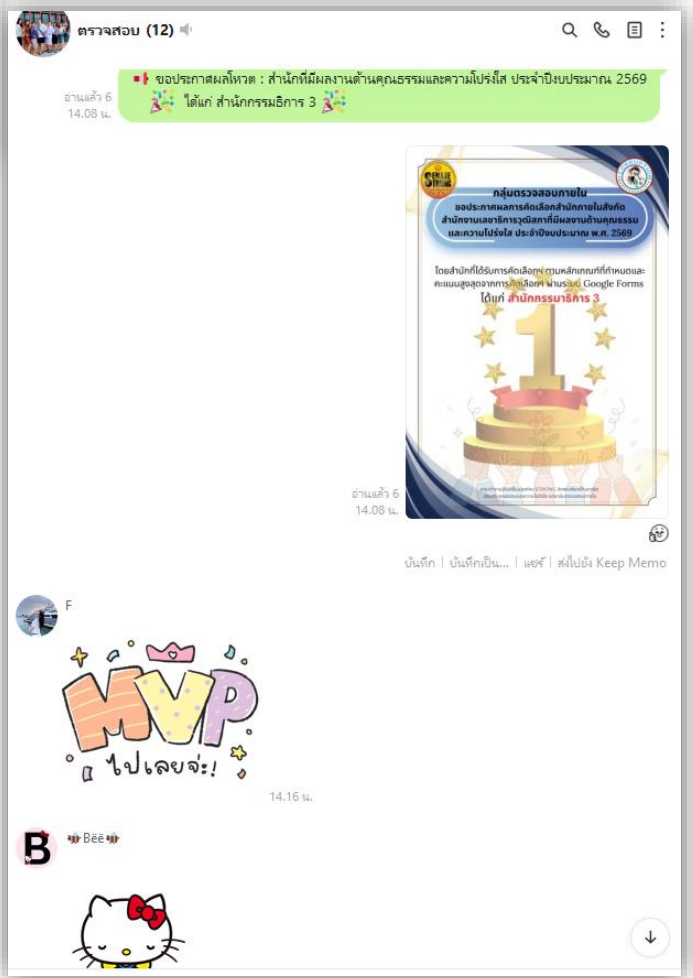 ตรวจสอบ (12)
ขอประกาศผลโหวต : สำนักที่มีผลงานด้านคุณธรรมและความโปร่งใส ประจำปีงบประมาณ 2569
ได้แก่ สำนักกรรมธิการ 3
อ่านแล้ว 6
14.08 น.
กลุ่มตรวจสอบภายใน
ขอประกาศผลการคัดเลือกสำนักภายในสังกัด
สำนักงานเลขาธิการวุฒิสภาที่มีผลงานด้านคุณธรรม
และความโปร่งใส ประจำปีงบประมาณ พ.ศ. 2569
โดยสำนักที่ได้รับการคัดเลือกฯ ตามหลักเกณฑ์ที่กำหนดและ
คะแนนสูงสุดจากการคัดเลือกฯ ผ่านระบบ Google Forms
ได้แก่ สำนักกรรมาธิการ 3
1
อ่านแล้ว 6
14.08 น.
บันทึก | บันทึกเป็น... | แชร์ | ส่งไปยัง Keep Memo
F
MVP
ไปเลยจ่ะ!
14.16 น.
B
Bëë